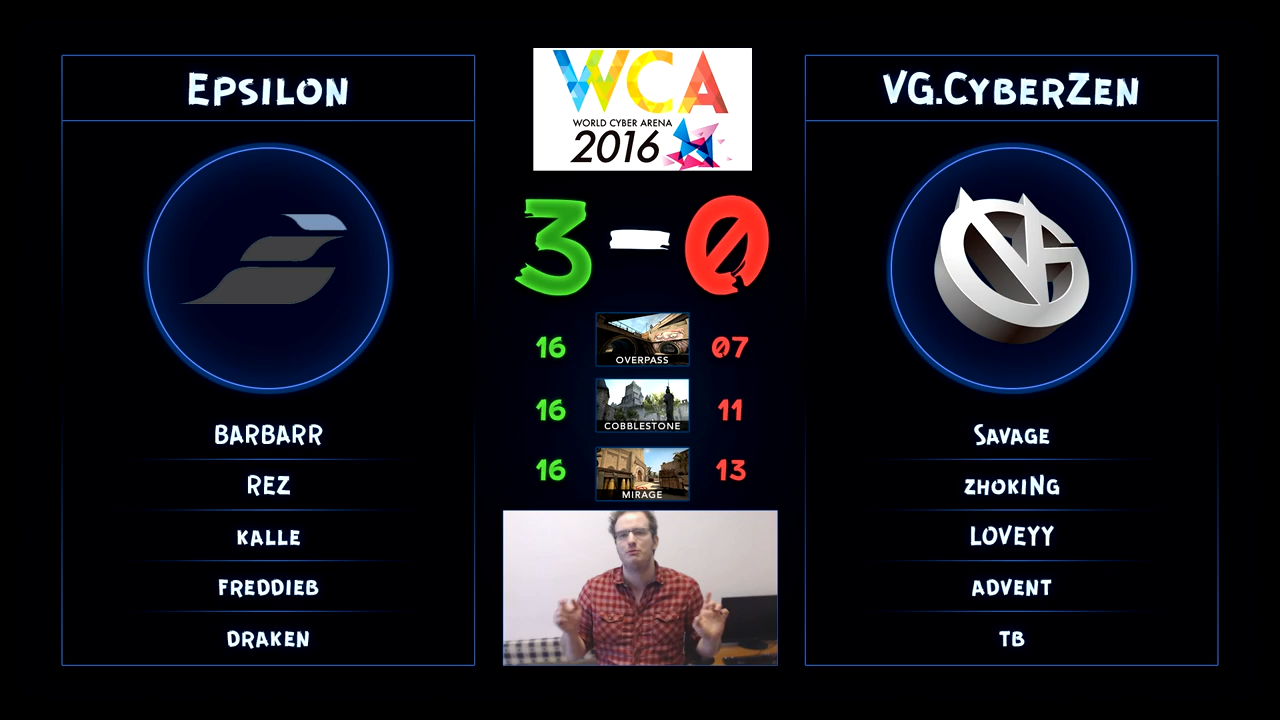 EPSILON
BARBARR
REZ
KALLE
FREDDIEB
DRAKEN
WCA
WORLD CYBER ARENA
2016
3 - 0
16 OVERPASS 07
16 COBBLESTONE 11
16 MIRAGE 13
VG.CYBERZEN
VG
SAVAGE
ZHOKING
LOVEYY
ADVENT
TB